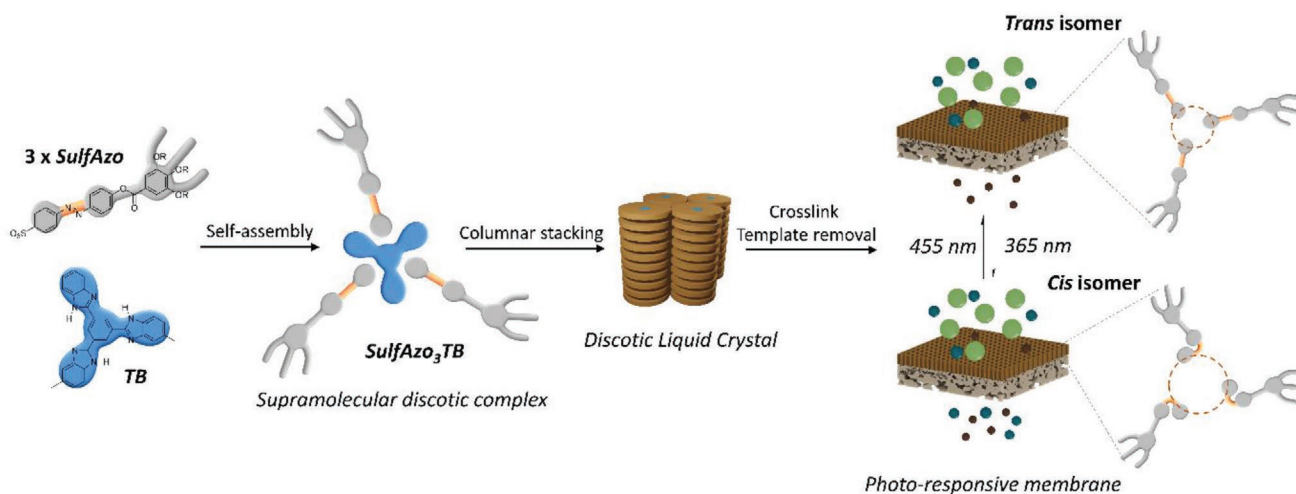 3 x SulfAzo
OR
OR
OR
O
O
N
N
O₃S
TB
N
H
H
N
N
N
N
H
Self-assembly
SulfAzo₃TB
Supramolecular discotic complex
Columnar stacking
Discotic Liquid Crystal
Crosslink
Template removal
Trans isomer
455 nm
365 nm
Cis isomer
Photo-responsive membrane